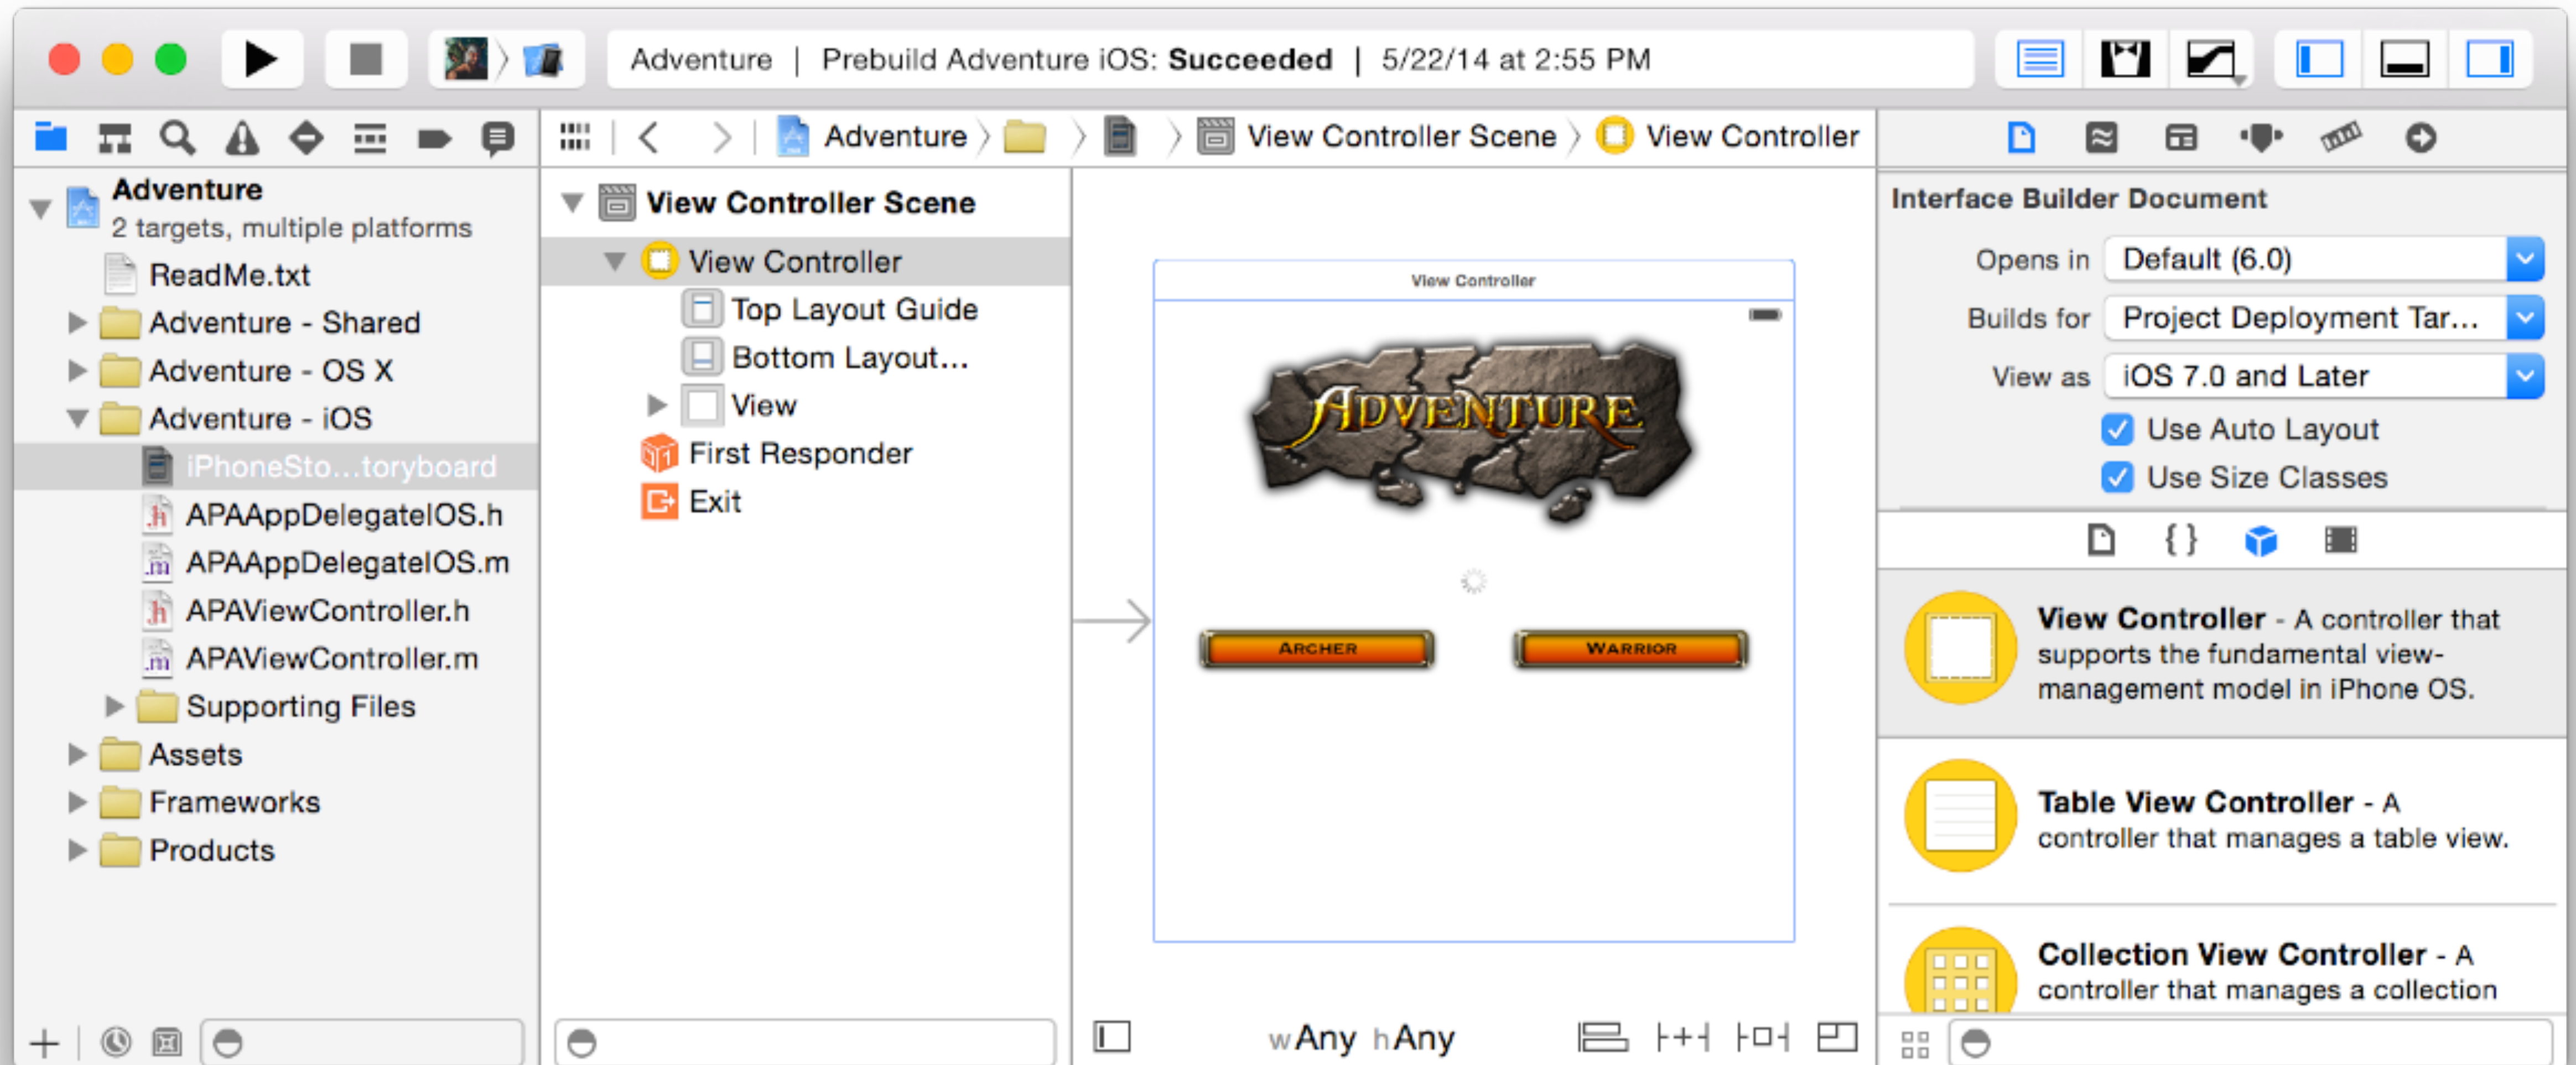 Adventure | Prebuild Adventure iOS: Succeeded | 5/22/14 at 2:55 PM
Adventure
View Controller Scene
View Controller
Adventure
2 targets, multiple platforms
ReadMe.txt
Adventure - Shared
Adventure - OS X
Adventure - iOS
iPhoneSto...toryboard
APAAppDelegateIOS.h
APAAppDelegateIOS.m
APAViewController.h
APAViewController.m
Supporting Files
Assets
Frameworks
Products
View Controller Scene
View Controller
Top Layout Guide
Bottom Layout...
View
First Responder
Exit
View Controller
ADVENTURE
ARCHER
WARRIOR
wAny hAny
Interface Builder Document
Opens in Default (6.0)
Builds for Project Deployment Tar...
View as iOS 7.0 and Later
Use Auto Layout
Use Size Classes
{ }
View Controller - A controller that
supports the fundamental view-
management model in iPhone OS.
Table View Controller - A
controller that manages a table view.
Collection View Controller - A
controller that manages a collection